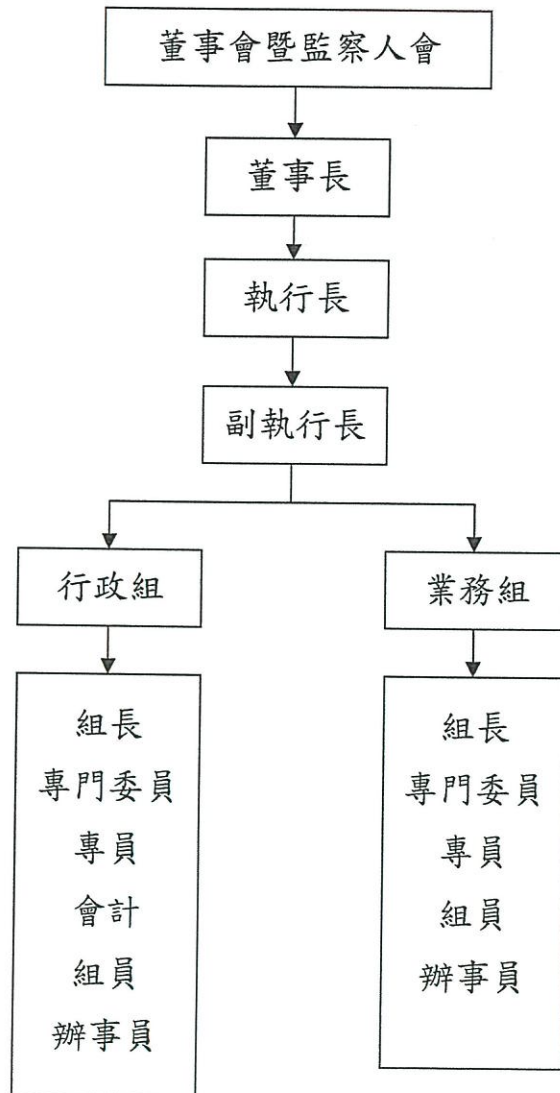 董事會暨監察人會
董事長
執行長
副執行長
行政組
業務組
組長
專門委員
專員
會計
組員
辦事員
組長
專門委員
專員
組員
辦事員